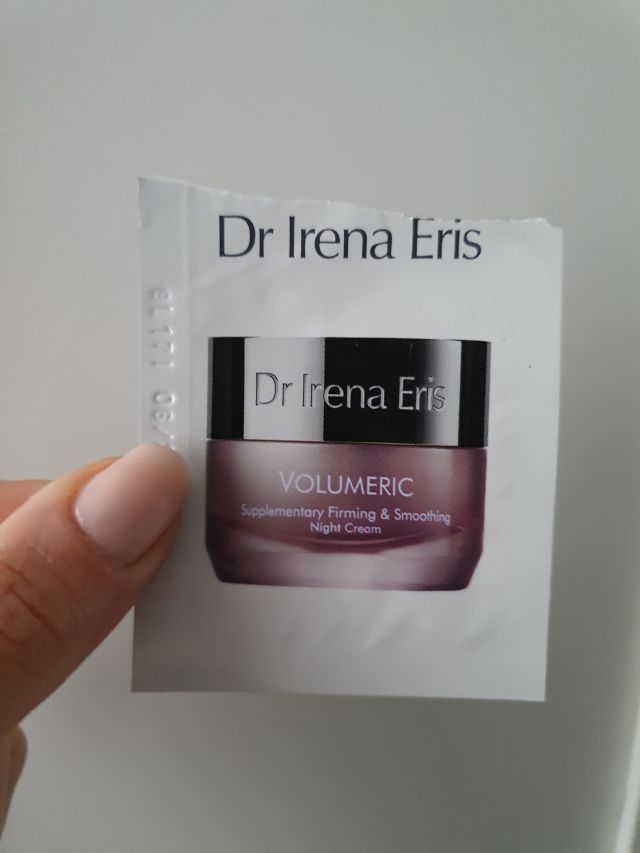 Dr Irena Eris
Dr Irena Eris
VOLUMERIC
Supplementary Firming & Smoothing
Night Cream